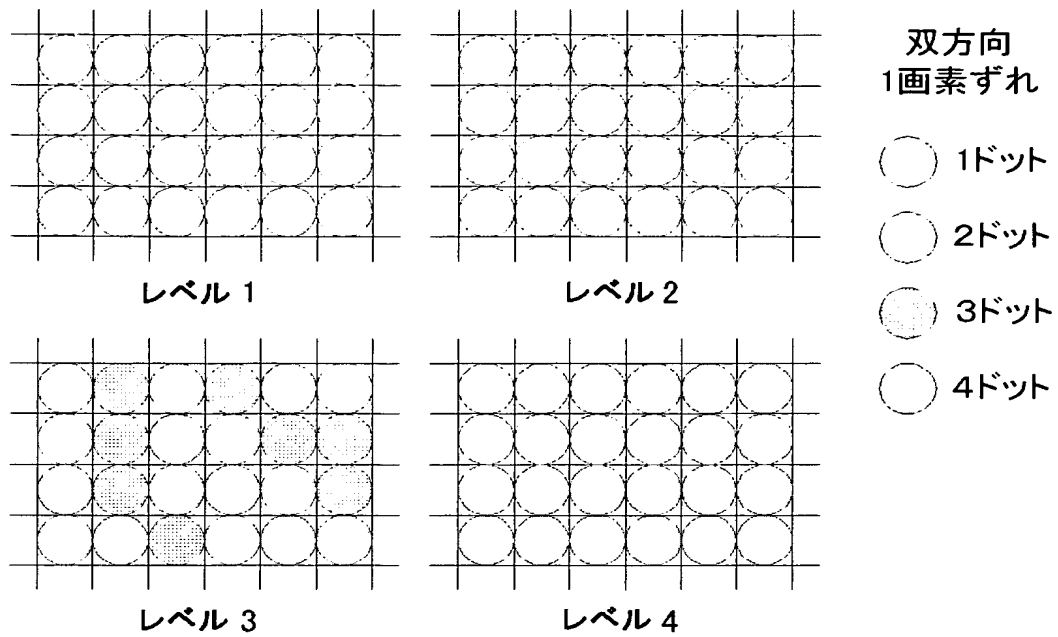 双方向
1画素ずれ
1ドット
2ドット
3ドット
4ドット
レベル 1
レベル 2
レベル 3
レベル 4